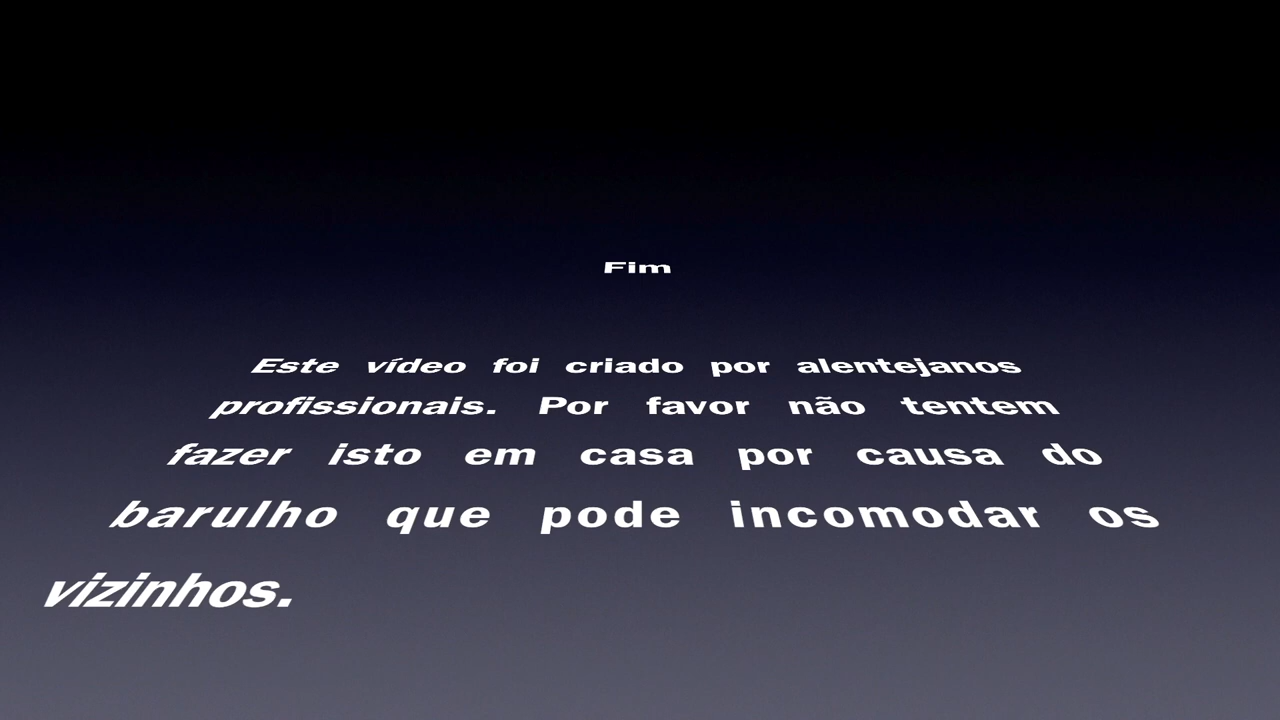 Fim
Este vídeo foi criado por alentejanos
profissionais. Por favor não tentem
fazer isto em casa por causa do
barulho que pode incomodar os
vizinhos.